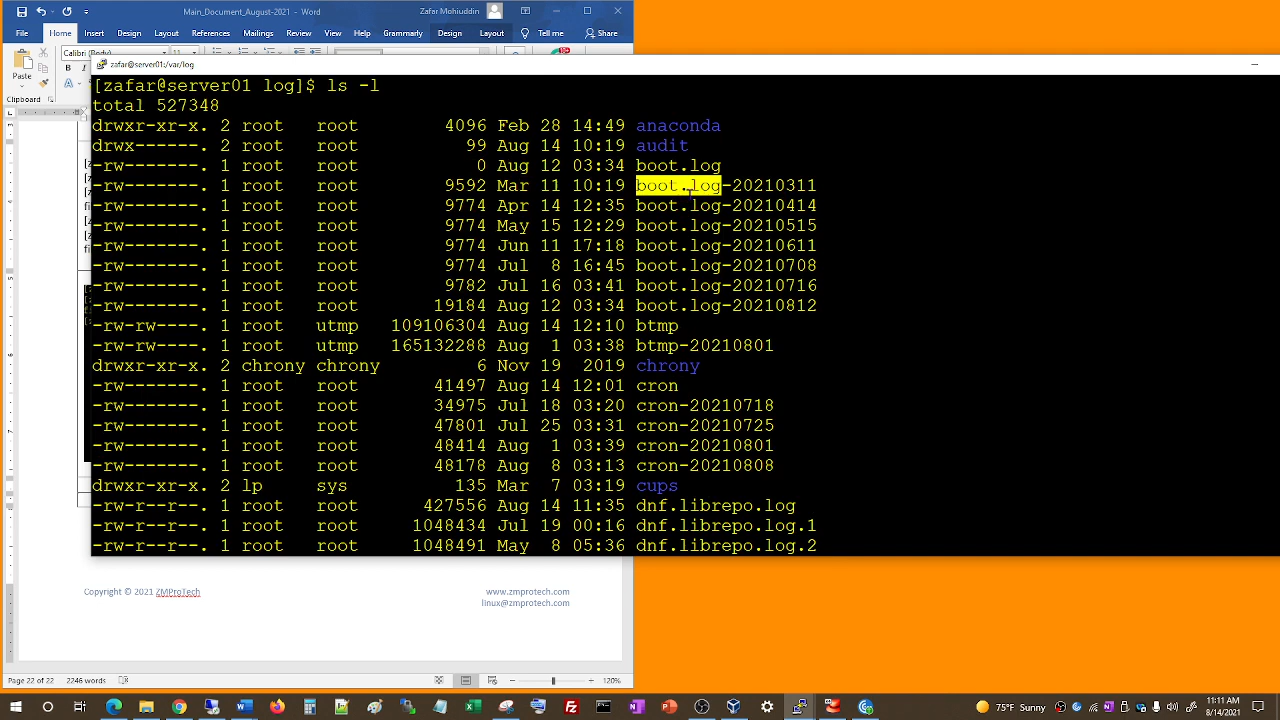 Main_Document_August-2021 - Word
Zafar Mohiuddin
File Home Insert Draw Design Layout References Mailings Review View Help Grammarly Design Layout Tell me Share
Paste
Calibri (Body)
11
B I
Clipboard
zafar@server01:/var/log
[zafar@server01 log]$ ls -l
total 527348
drwxr-xr-x. 2 root root 4096 Feb 28 14:49 anaconda
drwx------. 2 root root 99 Aug 14 10:19 audit
-rw-------. 1 root root 0 Aug 12 03:34 boot.log
-rw-------. 1 root root 9592 Mar 11 10:19 boot.log-20210311
-rw-------. 1 root root 9774 Apr 14 12:35 boot.log-20210414
-rw-------. 1 root root 9774 May 15 12:29 boot.log-20210515
-rw-------. 1 root root 9774 Jun 11 17:18 boot.log-20210611
-rw-------. 1 root root 9774 Jul 8 16:45 boot.log-20210708
-rw-------. 1 root root 9782 Jul 16 03:41 boot.log-20210716
-rw-------. 1 root root 19184 Aug 12 03:34 boot.log-20210812
-rw-rw----. 1 root utmp 109106304 Aug 14 12:10 btmp
-rw-rw----. 1 root utmp 165132288 Aug 1 03:38 btmp-20210801
drwxr-xr-x. 2 chrony chrony 6 Nov 19 2019 chrony
-rw-------. 1 root root 41497 Aug 14 12:01 cron
-rw-------. 1 root root 34975 Jul 18 03:20 cron-20210718
-rw-------. 1 root root 47801 Jul 25 03:31 cron-20210725
-rw-------. 1 root root 48414 Aug 1 03:39 cron-20210801
-rw-------. 1 root root 48178 Aug 8 03:13 cron-20210808
drwxr-xr-x. 2 lp sys 135 Mar 7 03:19 cups
-rw-r--r--. 1 root root 427556 Aug 14 11:35 dnf.librepo.log
-rw-r--r--. 1 root root 1048434 Jul 19 00:16 dnf.librepo.log.1
-rw-r--r--. 1 root root 1048491 May 8 05:36 dnf.librepo.log.2
Copyright © 2021 ZMProTech
www.zmprotech.com
linux@zmprotech.com
Page 22 of 22 2246 words
120%
75°F Sunny
11:11 AM
8/14/2021